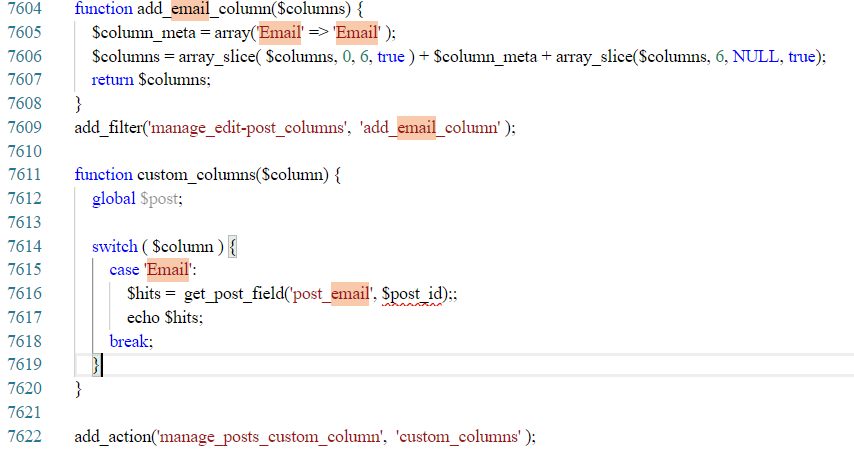 7604 function add_email_column($columns) {
7605 $column_meta = array('Email' => 'Email' );
7606 $columns = array_slice( $columns, 0, 6, true ) + $column_meta + array_slice($columns, 6, NULL, true);
7607 return $columns;
7608 }
7609 add_filter('manage_edit-post_columns', 'add_email_column' );
7610
7611 function custom_columns($column) {
7612 global $post;
7613
7614 switch ( $column ) {
7615 case 'Email':
7616 $hits = get_post_field('post_email', $post_id);;
7617 echo $hits;
7618 break;
7619 }
7620 }
7621
7622 add_action('manage_posts_custom_column', 'custom_columns' );